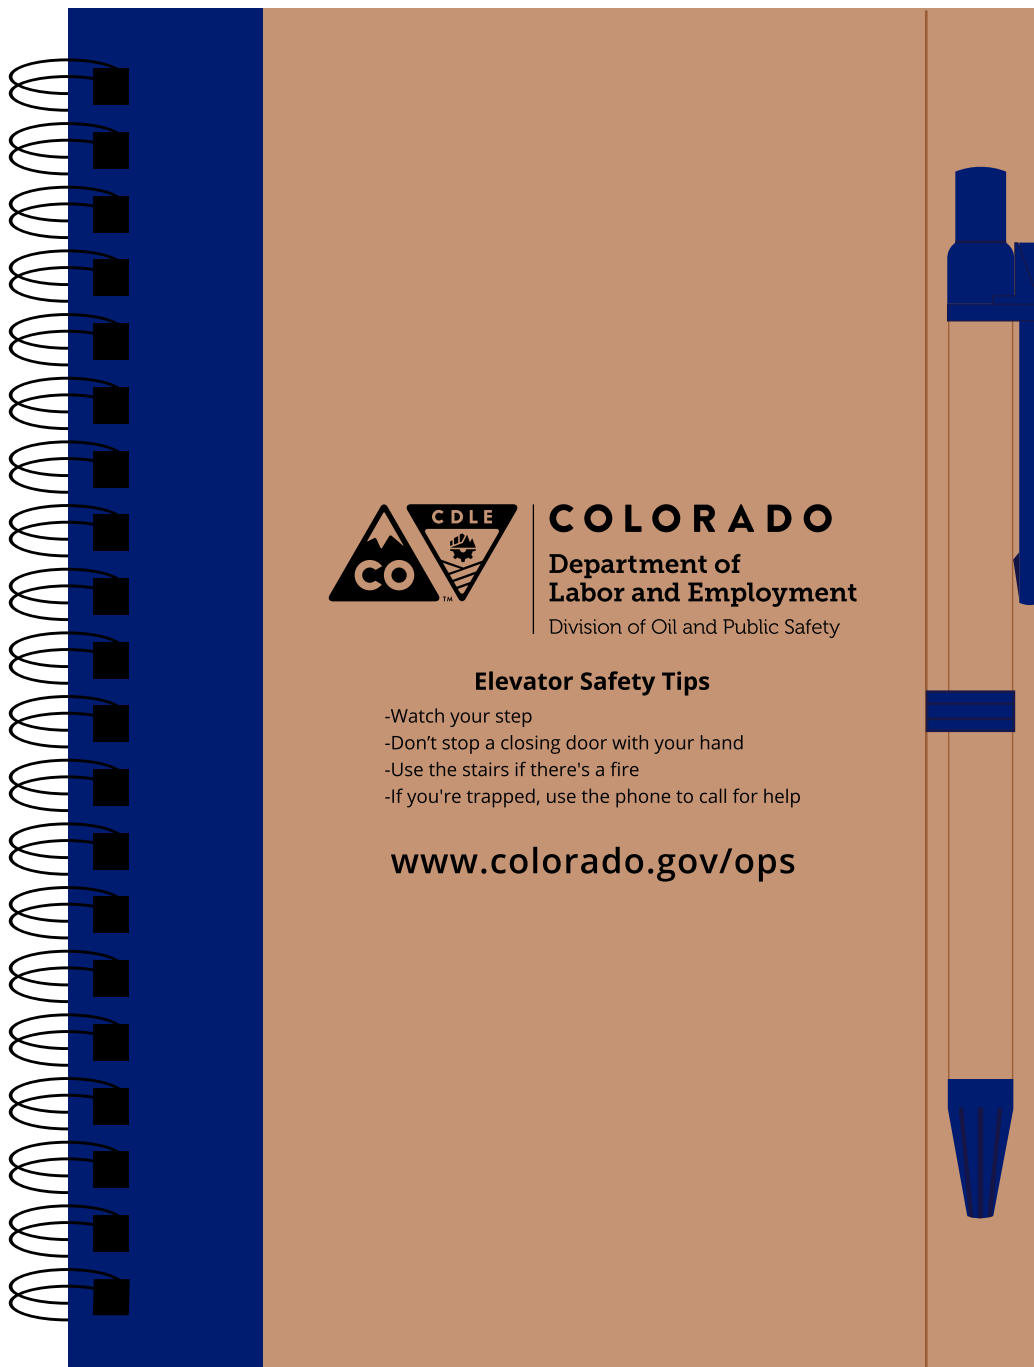 CDLE
CO
TM
COLORADO
Department of
Labor and Employment
Division of Oil and Public Safety
Elevator Safety Tips
-Watch your step
-Don’t stop a closing door with your hand
-Use the stairs if there's a fire
-If you're trapped, use the phone to call for help
www.colorado.gov/ops